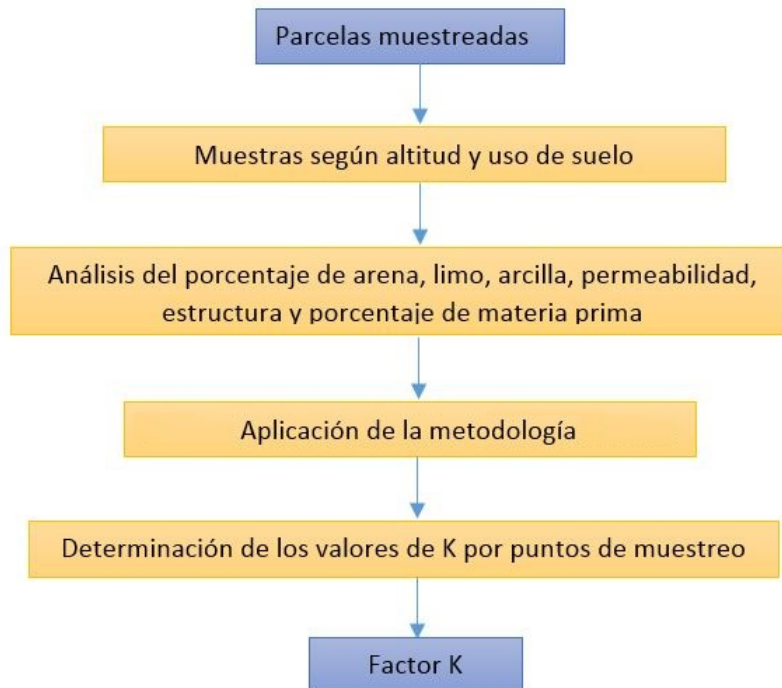 Parcelas muestreadas
Muestras según altitud y uso de suelo
Análisis del porcentaje de arena, limo, arcilla, permeabilidad,
estructura y porcentaje de materia prima
Aplicación de la metodología
Determinación de los valores de K por puntos de muestreo
Factor K